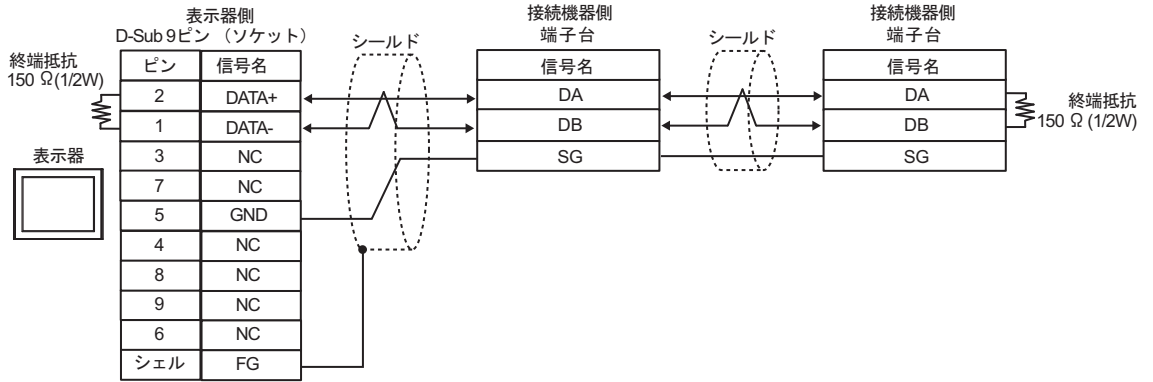 表示器側
D-Sub 9ピン （ソケット）
終端抵抗
150 Ω(1/2W)
表示器
ピン 信号名
2 DATA+
1 DATA-
3 NC
7 NC
5 GND
4 NC
8 NC
9 NC
6 NC
シェル FG
シールド
接続機器側
端子台
信号名
DA
DB
SG
シールド
接続機器側
端子台
信号名
DA
DB
SG
終端抵抗
150 Ω (1/2W)